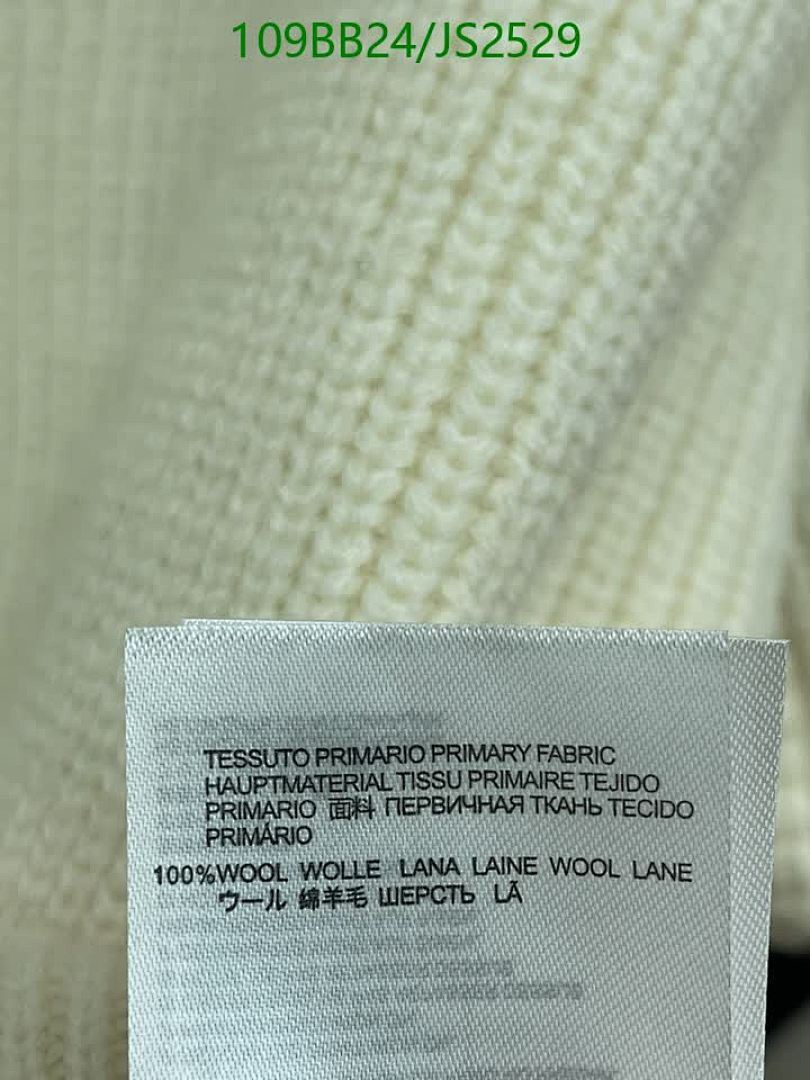 109BB24/JS2529
TESSUTO PRIMARIO PRIMARY FABRIC
HAUPTMATERIAL TISSU PRIMAIRE TEJIDO
PRIMARIO 面料 ПЕРВИЧНАЯ ТКАНЬ TECIDO
PRIMÁRIO
100%WOOL WOLLE LANA LAINE WOOL LANE
ウール 绵羊毛 ШЕРСТЬ LÃ